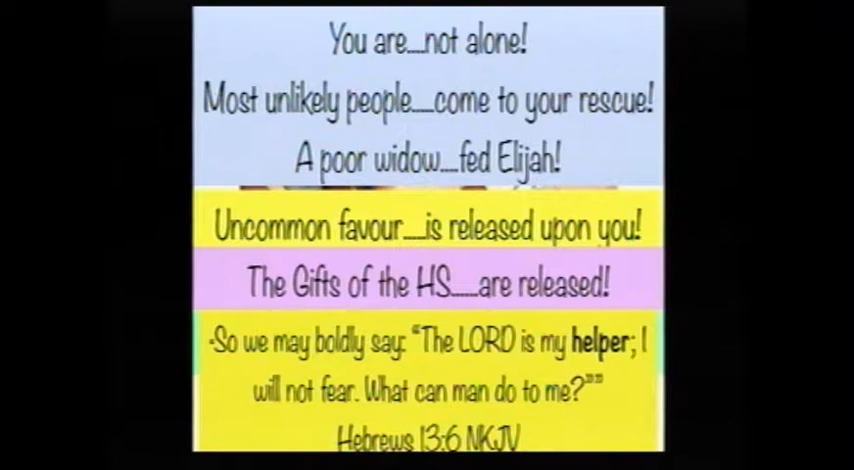 You are....not alone!
Most unlikely people.....come to your rescue!
A poor widow....fed Elijah!
Uncommon favour.....is released upon you!
The Gifts of the HS......are released!
-So we may boldly say: “The LORD is my helper; I
will not fear. What can man do to me?””
Hebrews 13:6 NKJV